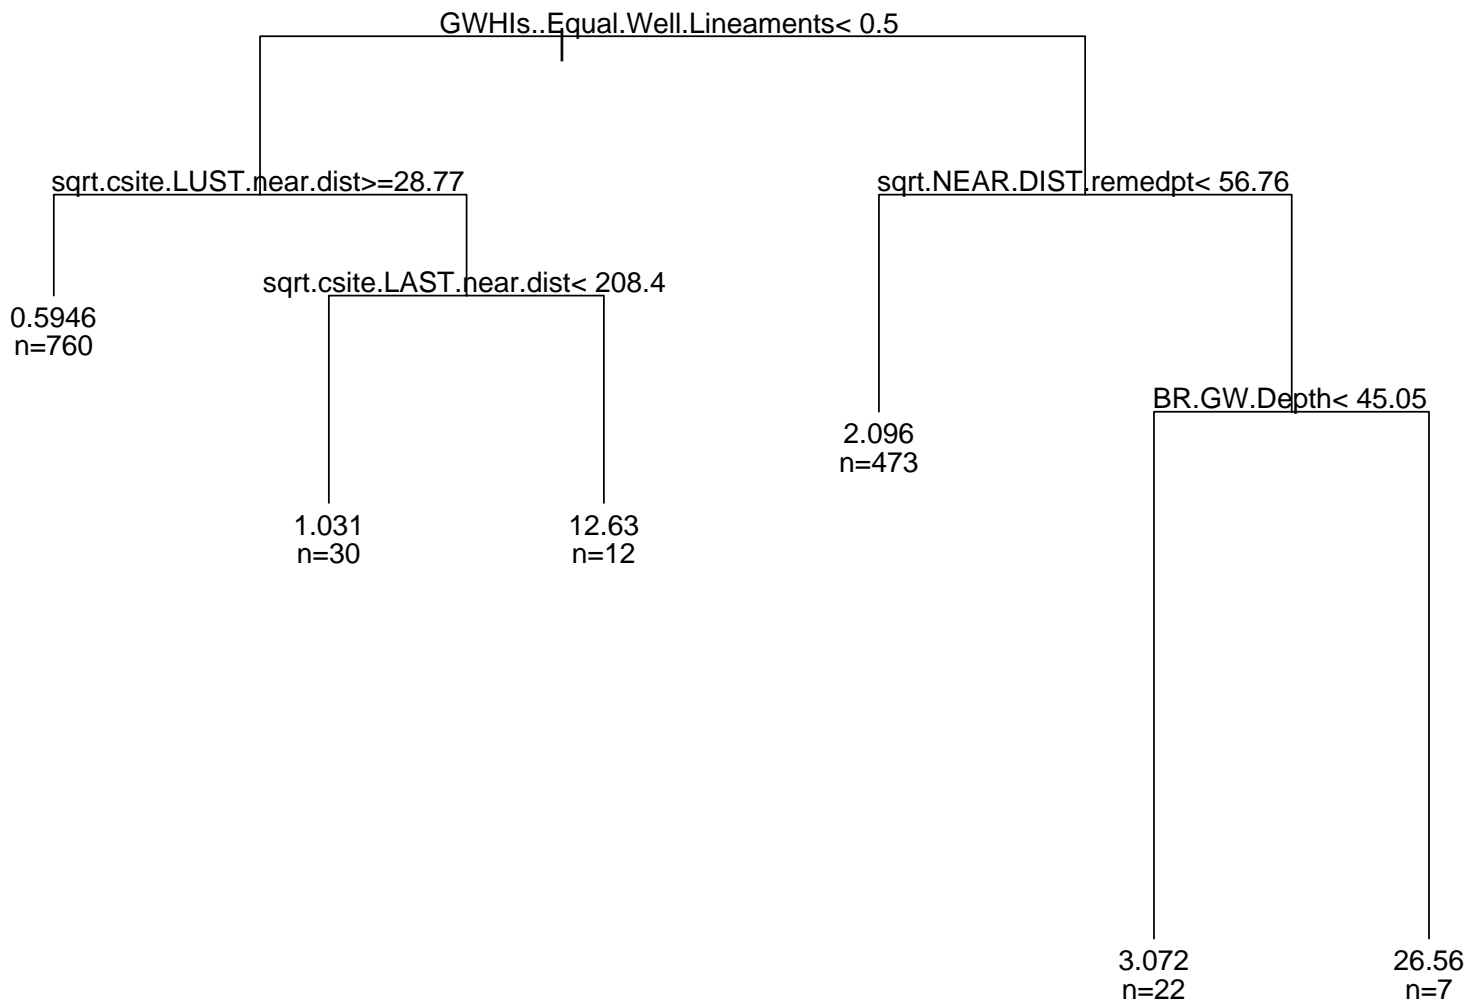 GWHIs..Equal.Well.Lineaments< 0.5
sqrt.csite.LUST.near.dist>=28.77
sqrt.NEAR.DIST.remedpt< 56.76
sqrt.csite.LAST.near.dist< 208.4
0.5946
n=760
BR.GW.Depth< 45.05
2.096
n=473
1.031
n=30
12.63
n=12
3.072
n=22
26.56
n=7